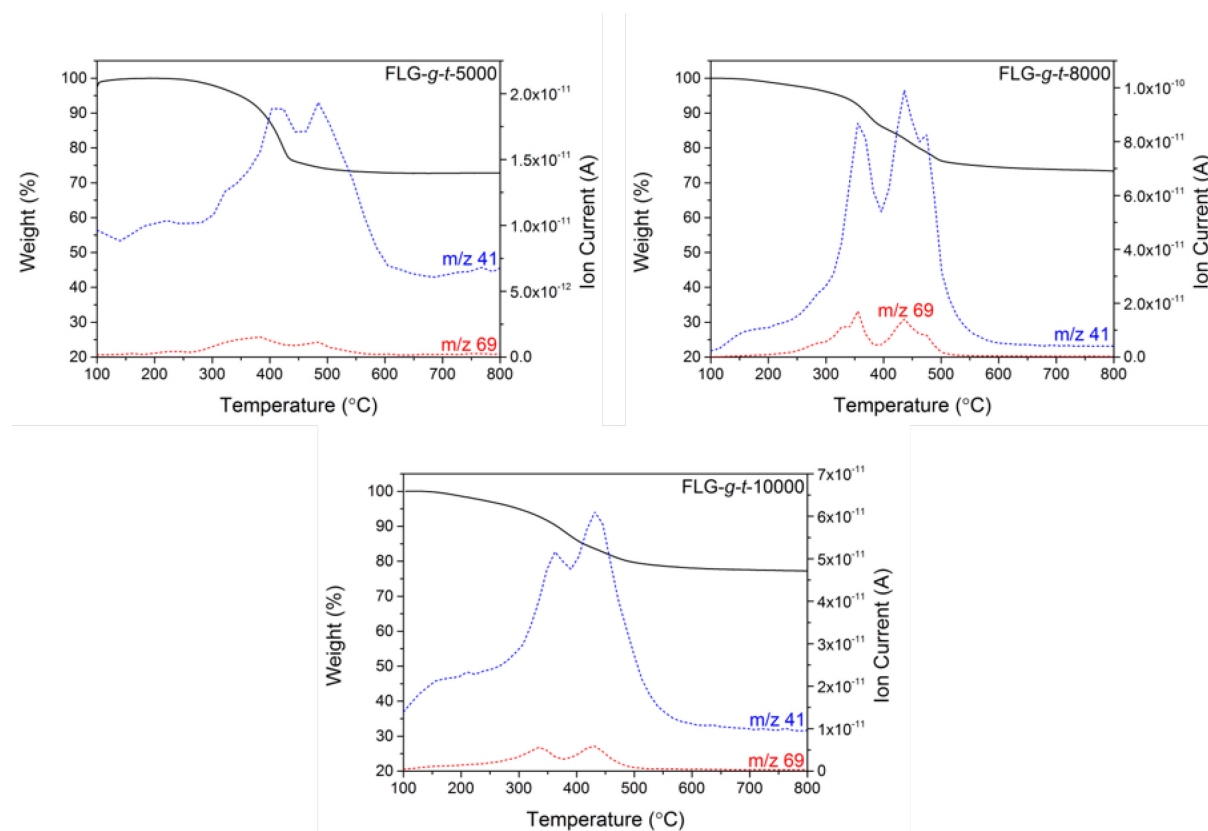 FLG-g-t-5000
100
90
80
70
60
50
40
30
20
Weight (%)
2.0x10⁻¹¹
1.5x10⁻¹¹
1.0x10⁻¹¹
5.0x10⁻¹²
0.0
Ion Current (A)
m/z 41
m/z 69
100 200 300 400 500 600 700 800
Temperature (°C)
FLG-g-t-8000
100
90
80
70
60
50
40
30
20
Weight (%)
1.0x10⁻¹⁰
8.0x10⁻¹¹
6.0x10⁻¹¹
4.0x10⁻¹¹
2.0x10⁻¹¹
0.0
Ion Current (A)
m/z 69
m/z 41
100 200 300 400 500 600 700 800
Temperature (°C)
FLG-g-t-10000
100
90
80
70
60
50
40
30
20
Weight (%)
7x10⁻¹¹
6x10⁻¹¹
5x10⁻¹¹
4x10⁻¹¹
3x10⁻¹¹
2x10⁻¹¹
1x10⁻¹¹
0
Ion Current (A)
m/z 41
m/z 69
100 200 300 400 500 600 700 800
Temperature (°C)